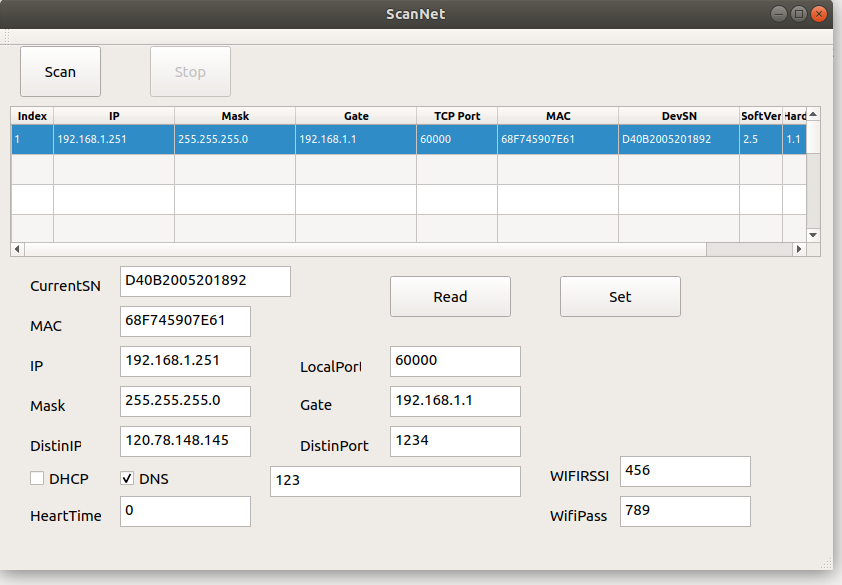 ScanNet
Scan Stop
Index IP Mask Gate TCP Port MAC DevSN SoftVer Hard
1 192.168.1.251 255.255.255.0 192.168.1.1 60000 68F745907E61 D40B2005201892 2.5 1.1
CurrentSN D40B2005201892 Read Set
MAC 68F745907E61
IP 192.168.1.251 LocalPort 60000
Mask 255.255.255.0 Gate 192.168.1.1
DistinIP 120.78.148.145 DistinPort 1234
DHCP DNS 123 WIFIRSSI 456
HeartTime 0 WifiPass 789